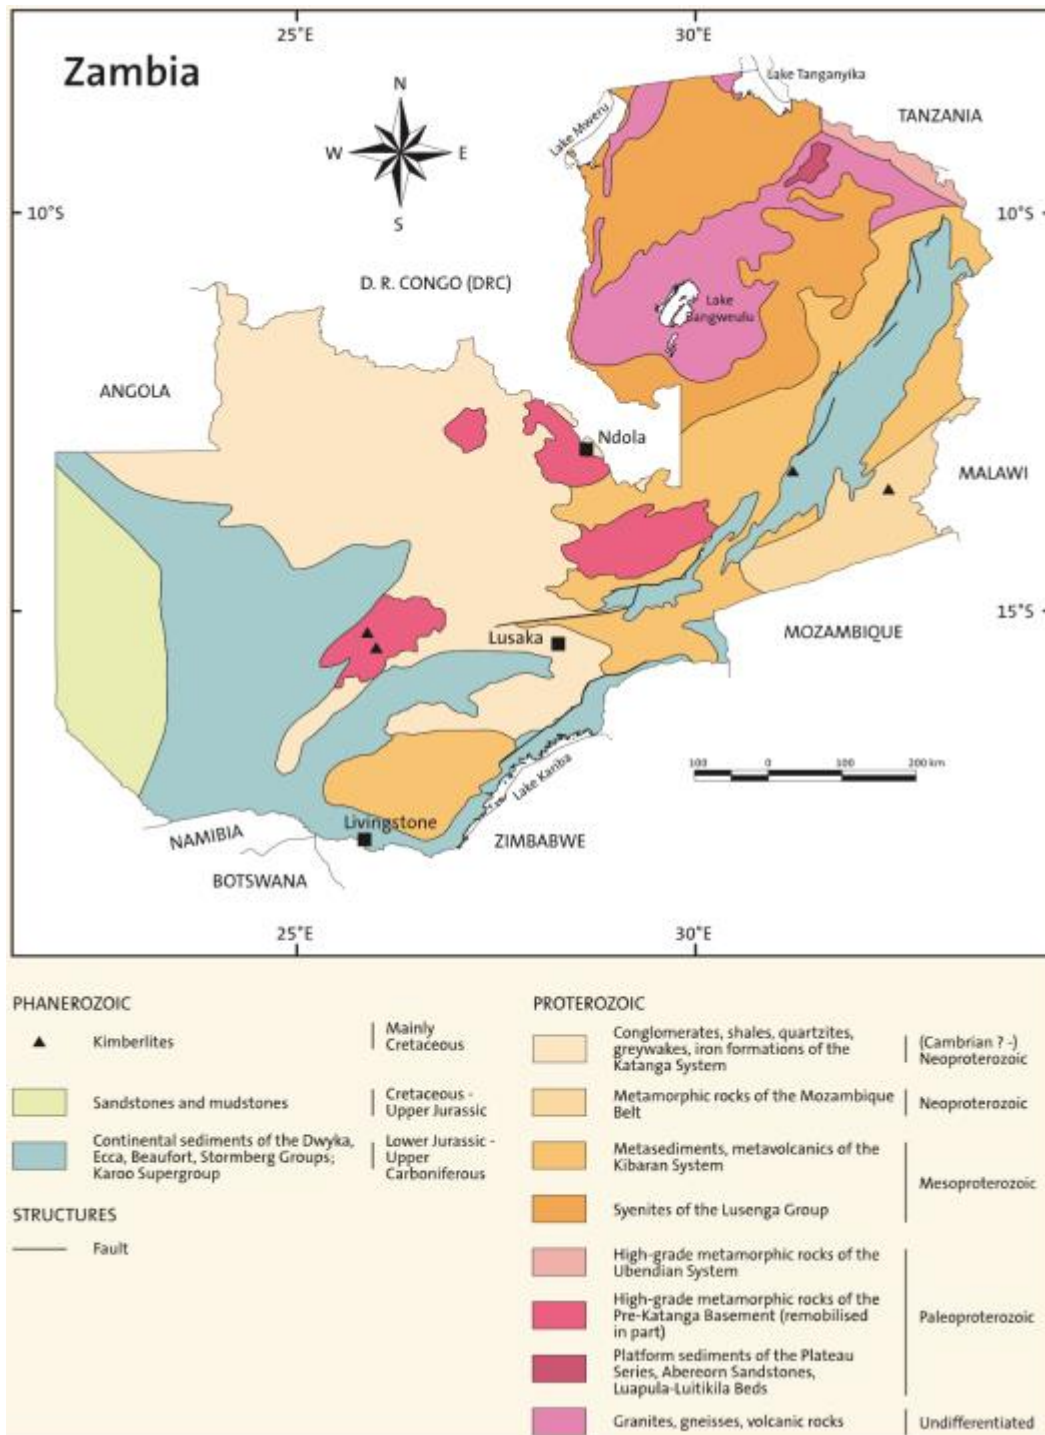 25°E
30°E
Zambia
N
W
E
S
Lake Tanganyika
Lake Mweru
TANZANIA
10°S
10°S
D. R. CONGO (DRC)
Lake
Bangweulu
ANGOLA
Ndola
MALAWI
15°S
Lusaka
MOZAMBIQUE
100
0
100
200 km
Lake Kariba
Livingstone
NAMIBIA
ZIMBABWE
BOTSWANA
25°E
30°E
PHANEROZOIC
Kimberlites
Mainly
Cretaceous
Sandstones and mudstones
Cretaceous -
Upper Jurassic
Continental sediments of the Dwyka,
Ecca, Beaufort, Stormberg Groups;
Karoo Supergroup
Lower Jurassic -
Upper
Carboniferous
STRUCTURES
Fault
PROTEROZOIC
Conglomerates, shales, quartzites,
greywakes, iron formations of the
Katanga System
(Cambrian ? -)
Neoproterozoic
Metamorphic rocks of the Mozambique
Belt
Neoproterozoic
Metasediments, metavolcanics of the
Kibaran System
Syenites of the Lusenga Group
Mesoproterozoic
High-grade metamorphic rocks of the
Ubendian System
High-grade metamorphic rocks of the
Pre-Katanga Basement (remobilised
in part)
Platform sediments of the Plateau
Series, Abereorn Sandstones,
Luapula-Luitikila Beds
Paleoproterozoic
Granites, gneisses, volcanic rocks
Undifferentiated